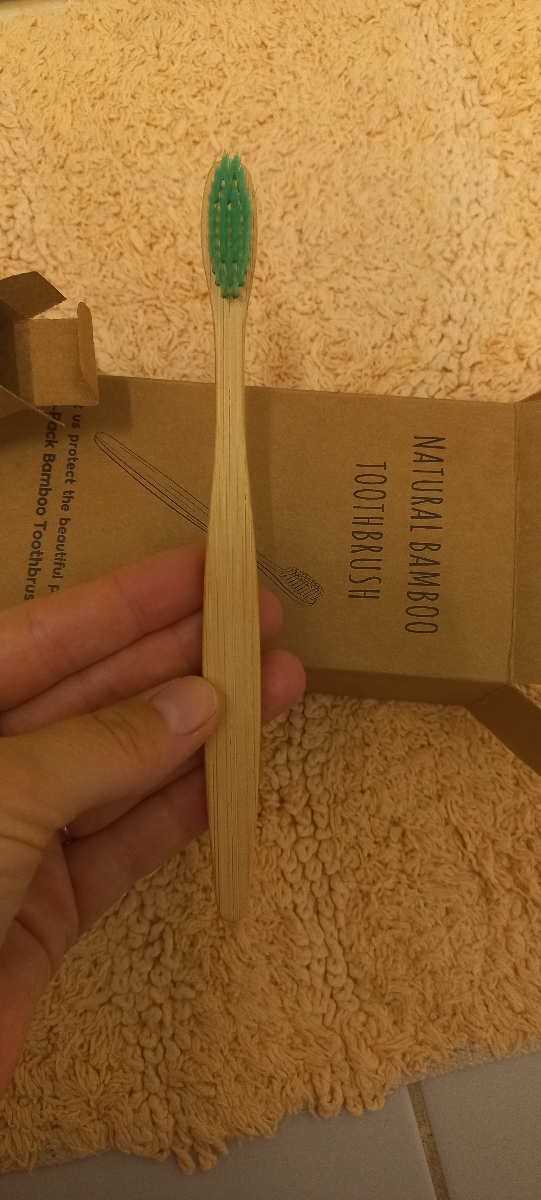 NATURAL BAMBOO
TOOTHBRUSH
us protect the beautiful
pack Bamboo Toothbrus